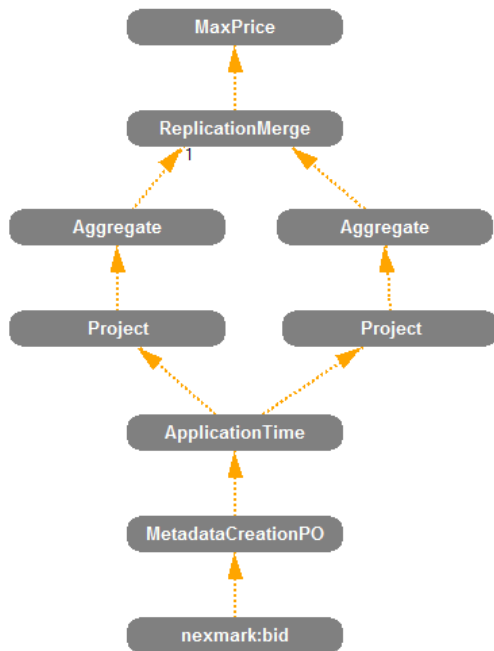 MaxPrice
ReplicationMerge
1
Aggregate
Aggregate
Project
Project
ApplicationTime
MetadataCreationPO
nexmark:bid